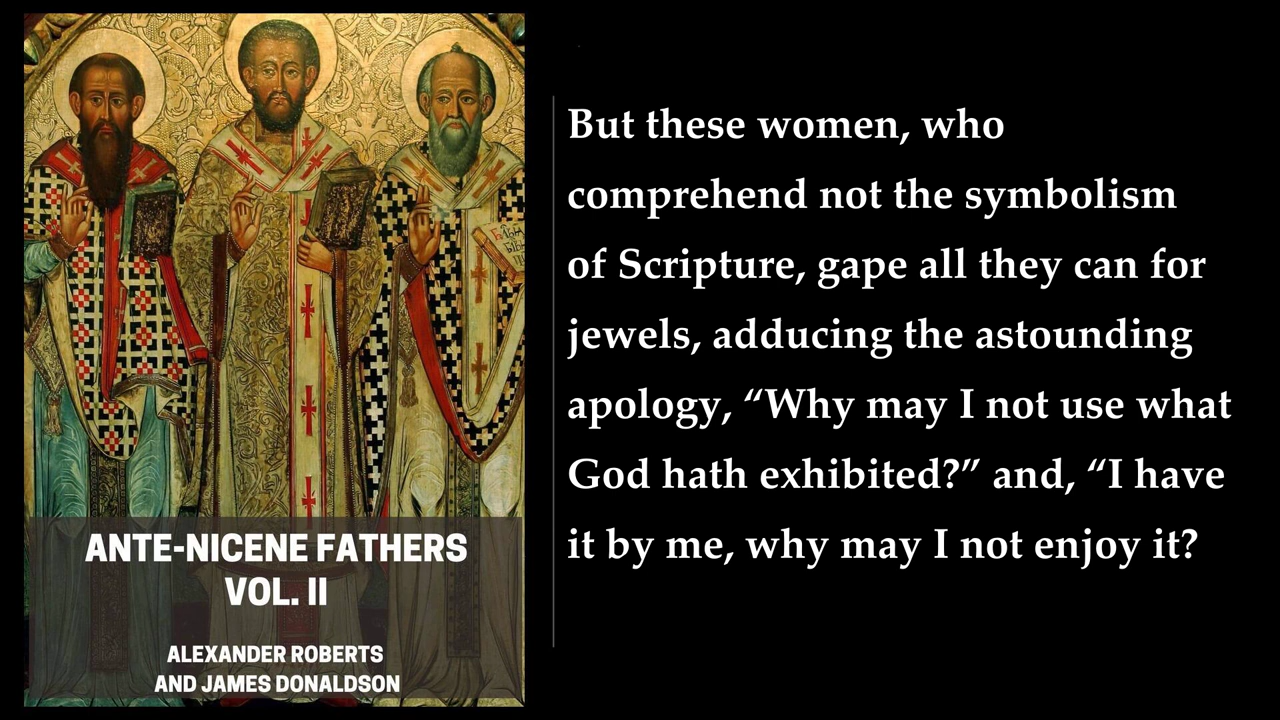 ANTE-NICENE FATHERS
VOL. II
ALEXANDER ROBERTS
AND JAMES DONALDSON
But these women, who
comprehend not the symbolism
of Scripture, gape all they can for
jewels, adducing the astounding
apology, “Why may I not use what
God hath exhibited?” and, “I have
it by me, why may I not enjoy it?